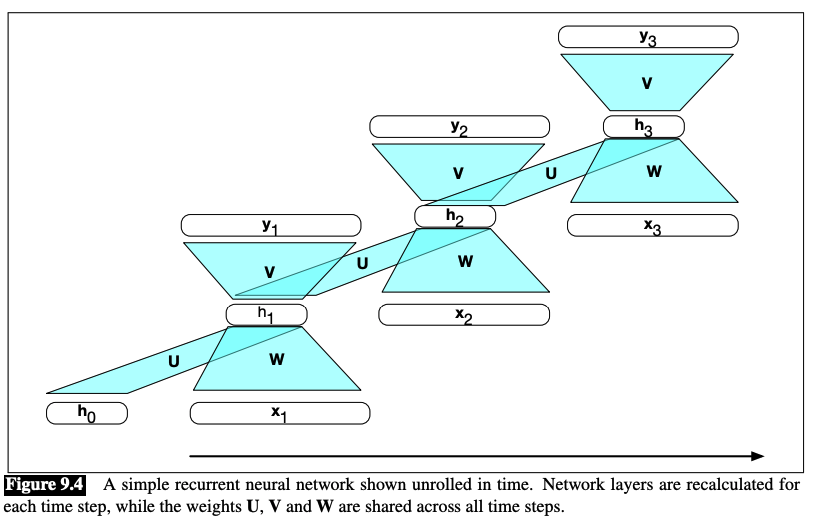 y3
V
y2
h3
V
U
W
y1
h2
x3
V
U
W
h1
x2
U
W
h0
x1
Figure 9.4 A simple recurrent neural network shown unrolled in time. Network layers are recalculated for
each time step, while the weights U, V and W are shared across all time steps.